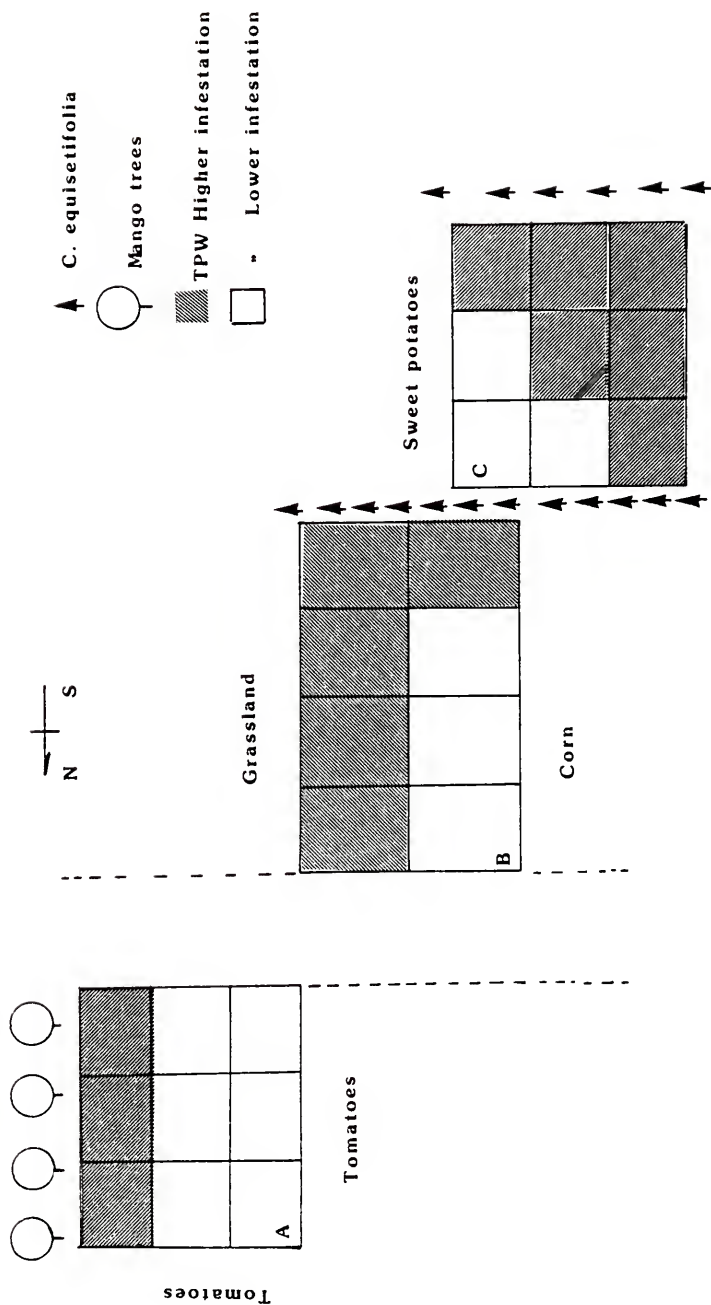 C. equisetifolia
Mango trees
TPW Higher infestation
" Lower infestation
N S
Grassland
Sweet potatoes
C
B
Corn
A
Tomatoes
Tomatoes